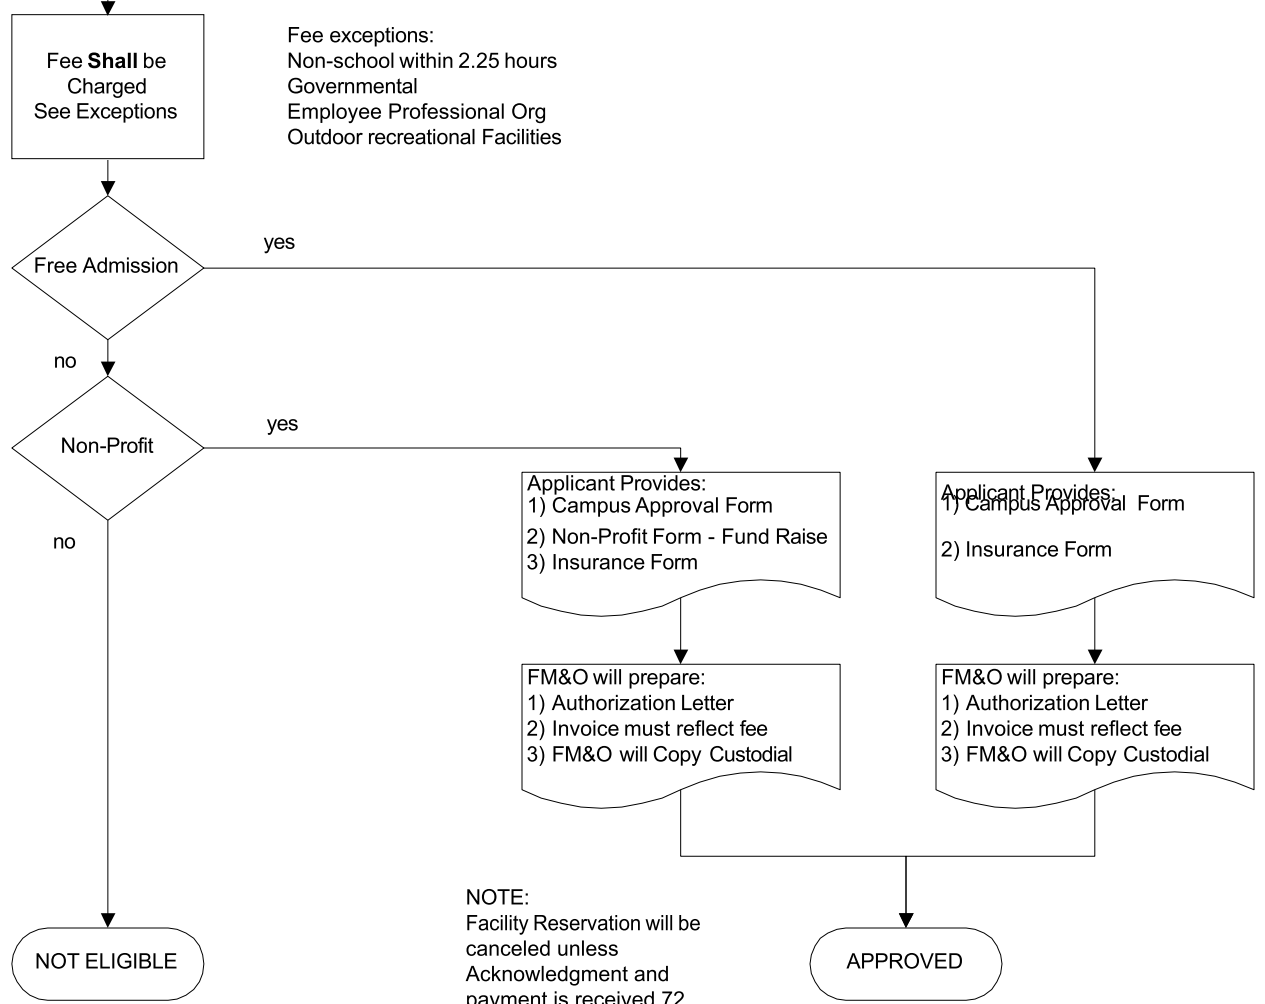 Fee Shall be
Charged
See Exceptions
Fee exceptions:
Non-school within 2.25 hours
Governmental
Employee Professional Org
Outdoor recreational Facilities
Free Admission
yes
no
Non-Profit
yes
no
Applicant Provides:
1) Campus Approval Form
2) Non-Profit Form - Fund Raise
3) Insurance Form
Applicant Provides:
1) Campus Approval Form
2) Insurance Form
FM&O will prepare:
1) Authorization Letter
2) Invoice must reflect fee
3) FM&O will Copy Custodial
FM&O will prepare:
1) Authorization Letter
2) Invoice must reflect fee
3) FM&O will Copy Custodial
NOT ELIGIBLE
NOTE:
Facility Reservation will be
canceled unless
Acknowledgment and
payment is received 72
APPROVED